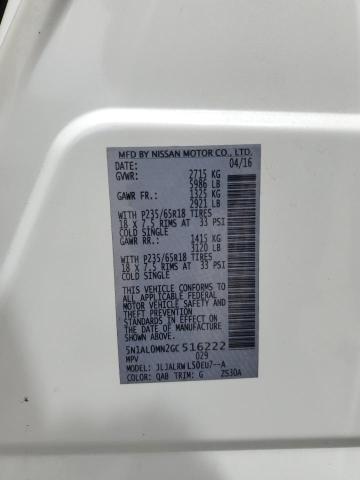 MFD BY NISSAN MOTOR CO., LTD.
DATE: 04/16
GVWR: 2715 KG
5986 LB
GAWR FR.: 1325 KG
2921 LB
WITH P235/65R18 TIRES
18 X 7.5 RIMS AT 33 PSI
COLD SINGLE
GAWR RR.: 1415 KG
3120 LB
WITH P235/65R18 TIRES
18 X 7.5 RIMS AT 33 PSI
COLD SINGLE
THIS VEHICLE CONFORMS TO ALL
APPLICABLE FEDERAL
MOTOR VEHICLE SAFETY, BUMPER,
AND THEFT PREVENTION
STANDARDS IN EFFECT ON THE DATE
OF MANUFACTURE SHOWN ABOVE.
5N1AL0MN2GC516222
MPV 029
MODEL: JLJALRWL50EU7--A
COLOR: QAB TRIM: G ZS30A